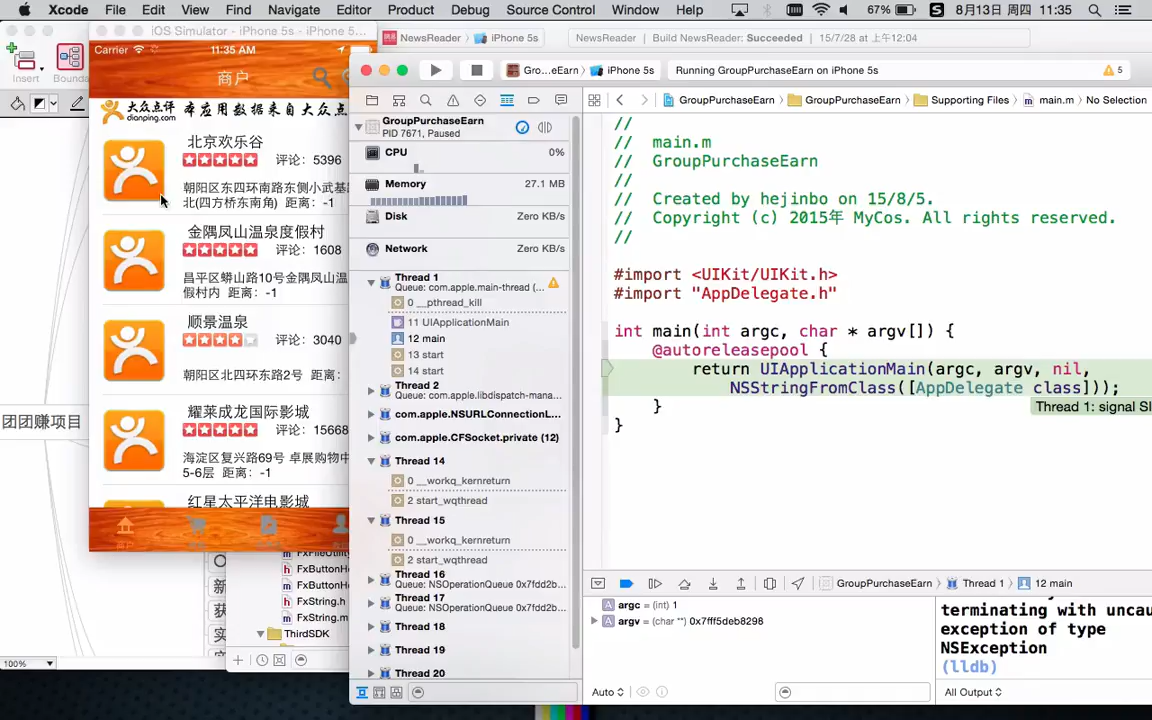 Xcode File Edit View Find Navigate Editor Product Debug Source Control Window Help 67% 8月13日 周四 11:35
iOS Simulator - iPhone 5s - iPhone 5...
NewsReader iPhone 5s NewsReader Build NewsReader: Succeeded 15/7/28 at 上午12:04
Insert
Bounda
Carrier 11:35 AM
商户
大众点评 dianping.com 本应用数据来自大众点
北京欢乐谷
评论: 5396
朝阳区东四环南路东侧小武基
北(四方桥东南角) 距离: -1
金隅凤山温泉度假村
评论: 1608
昌平区蟒山路10号金隅凤山温
假村内 距离: -1
顺景温泉
评论: 3040
朝阳区北四环东路2号 距离:
耀莱成龙国际影城
评论: 15668
海淀区复兴路69号 卓展购物中
5-6层 距离: -1
红星太平洋电影城
团团赚项目
100%
FxButtonHo
FxString.h
FxString.m
ThirdSDK
Gro...eEarn iPhone 5s Running GroupPurchaseEarn on iPhone 5s 5
GroupPurchaseEarn GroupPurchaseEarn Supporting Files main.m No Selection
GroupPurchaseEarn
PID 7671, Paused
CPU 0%
Memory 27.1 MB
Disk Zero KB/s
Network Zero KB/s
Thread 1
Queue: com.apple.main-thread (...
0 __pthread_kill
11 UIApplicationMain
12 main
13 start
14 start
Thread 2
Queue: com.apple.libdispatch-mana...
com.apple.NSURLConnectionL...
com.apple.CFSocket.private (12)
Thread 14
0 __workq_kernreturn
2 start_wqthread
Thread 15
0 __workq_kernreturn
2 start_wqthread
Thread 16
Queue: NSOperationQueue 0x7fdd2b...
Thread 17
Queue: NSOperationQueue 0x7fdd2b...
Thread 18
Thread 19
Thread 20
//
// main.m
// GroupPurchaseEarn
//
// Created by hejinbo on 15/8/5.
// Copyright (c) 2015年 MyCos. All rights reserved.
//
#import <UIKit/UIKit.h>
#import "AppDelegate.h"
int main(int argc, char * argv[]) {
@autoreleasepool {
return UIApplicationMain(argc, argv, nil,
NSStringFromClass([AppDelegate class]));
Thread 1: signal SI
}
}
GroupPurchaseEarn Thread 1 12 main
argc = (int) 1
argv = (char **) 0x7fff5deb8298
terminating with uncau
exception of type
NSException
(lldb)
Auto
All Output